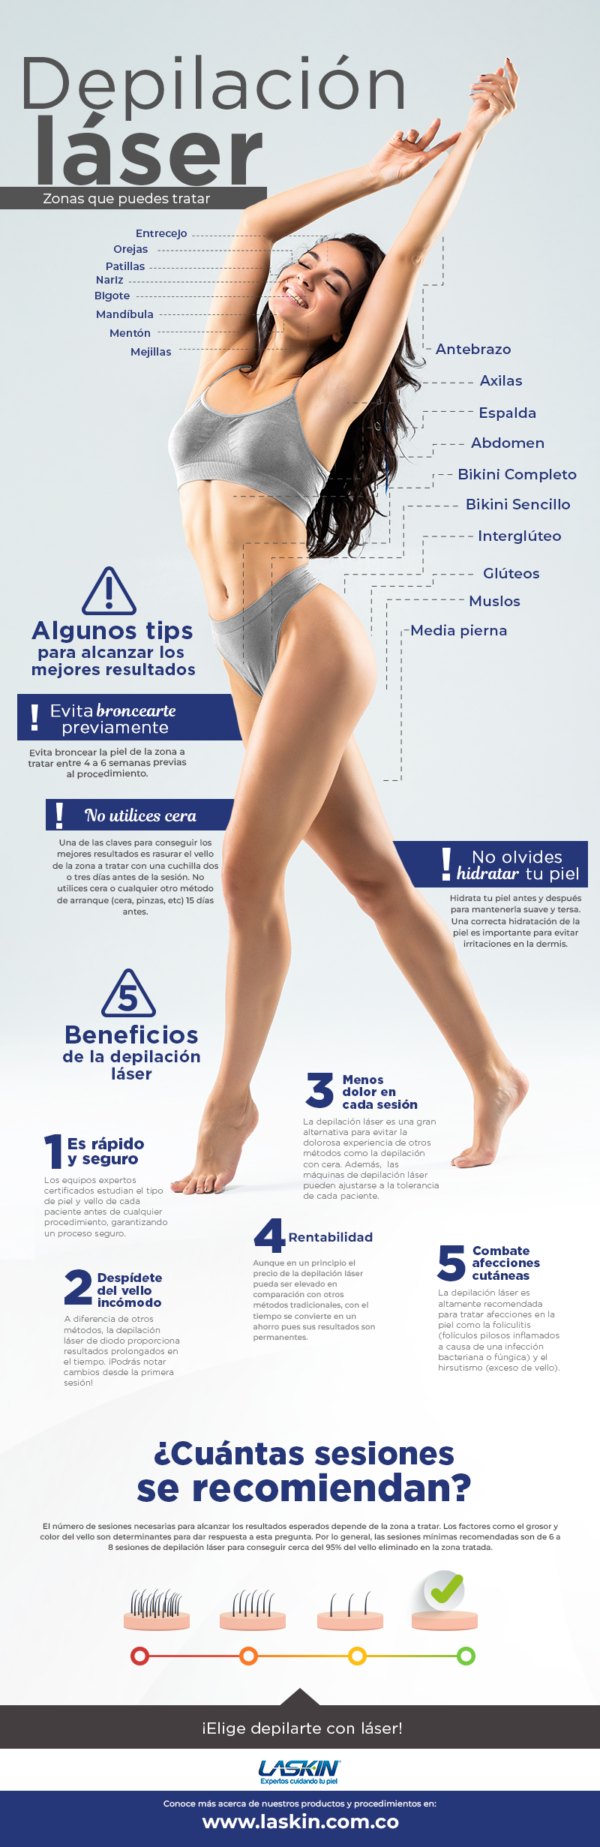 Depilación
láser
Zonas que puedes tratar
Entrecejo
Orejas
Patillas
Nariz
Bigote
Mandíbula
Mentón
Mejillas
Antebrazo
Axilas
Espalda
Abdomen
Bikini Completo
Bikini Sencillo
Interglúteo
Glúteos
Muslos
Media pierna
!
Algunos tips
para alcanzar los
mejores resultados
! Evita broncearte
previamente
Evita broncear la piel de la zona a
tratar entre 4 a 6 semanas previas
al procedimiento.
! No utilices cera
Una de las claves para conseguir los
mejores resultados es rasurar el vello
de la zona a tratar con una cuchilla dos
o tres días antes de la sesión. No
utilices cera o cualquier otro método
de arranque (cera, pinzas, etc) 15 días
antes.
! No olvides
hidratar tu piel
Hidrata tu piel antes y después
para mantenerla suave y tersa.
Una correcta hidratación de la
piel es importante para evitar
irritaciones en la dermis.
5
Beneficios
de la depilación
láser
1 Es rápido
y seguro
Los equipos expertos
certificados estudian el tipo
de piel y vello de cada
paciente antes de cualquier
procedimiento, garantizando
un proceso seguro.
2 Despídete
del vello
incómodo
A diferencia de otros
métodos, la depilación
láser de diodo proporciona
resultados prolongados en
el tiempo. ¡Podrás notar
cambios desde la primera
sesión!
3 Menos
dolor en
cada sesión
La depilación láser es una gran
alternativa para evitar la
dolorosa experiencia de otros
métodos como la depilación
con cera. Además, las
máquinas de depilación láser
pueden ajustarse a la tolerancia
de cada paciente.
4 Rentabilidad
Aunque en un principio el
precio de la depilación láser
pueda ser elevado en
comparación con otros
métodos tradicionales, con el
tiempo se convierte en un
ahorro pues sus resultados son
permanentes.
5 Combate
afecciones
cutáneas
La depilación láser es
altamente recomendada
para tratar afecciones en la
piel como la foliculitis
(folículos pilosos inflamados
a causa de una infección
bacteriana o fúngica) y el
hirsutismo (exceso de vello).
¿Cuántas sesiones
se recomiendan?
El número de sesiones necesarias para alcanzar los resultados esperados depende de la zona a tratar. Los factores como el grosor y
color del vello son determinantes para dar respuesta a esta pregunta. Por lo general, las sesiones mínimas recomendadas son de 6 a
8 sesiones de depilación láser para conseguir cerca del 95% del vello eliminado en la zona tratada.
¡Elige depilarte con láser!
LASKIN
Expertos cuidando tu piel
Conoce más acerca de nuestros productos y procedimientos en:
www.laskin.com.co